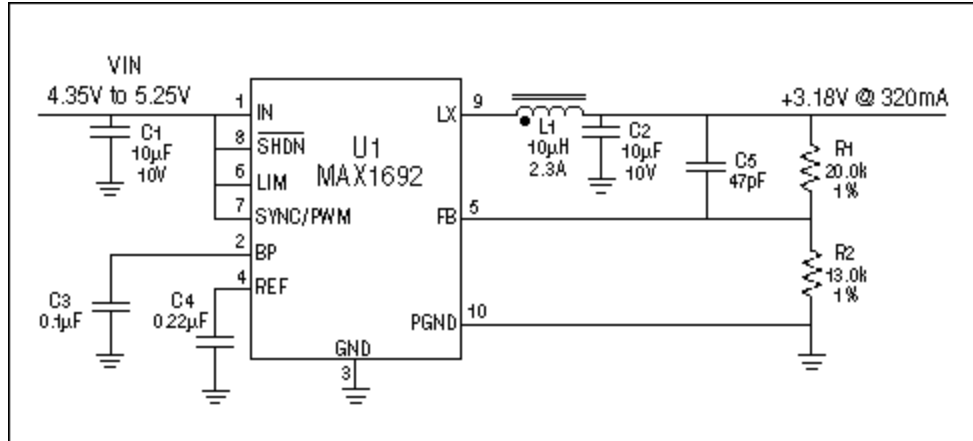 VIN
4.35V to 5.25V
1
IN
C1
10µF
10V
8
SHDN
6
LIM
7
SYNC/PWM
2
BP
4
REF
C3
0.1µF
C4
0.22µF
U1
MAX1692
GND
3
LX
9
FB
5
PGND
10
L1
10µH
2.3A
C2
10µF
10V
+3.18V @ 320mA
C5
47pF
R1
20.0k
1%
R2
13.0k
1%